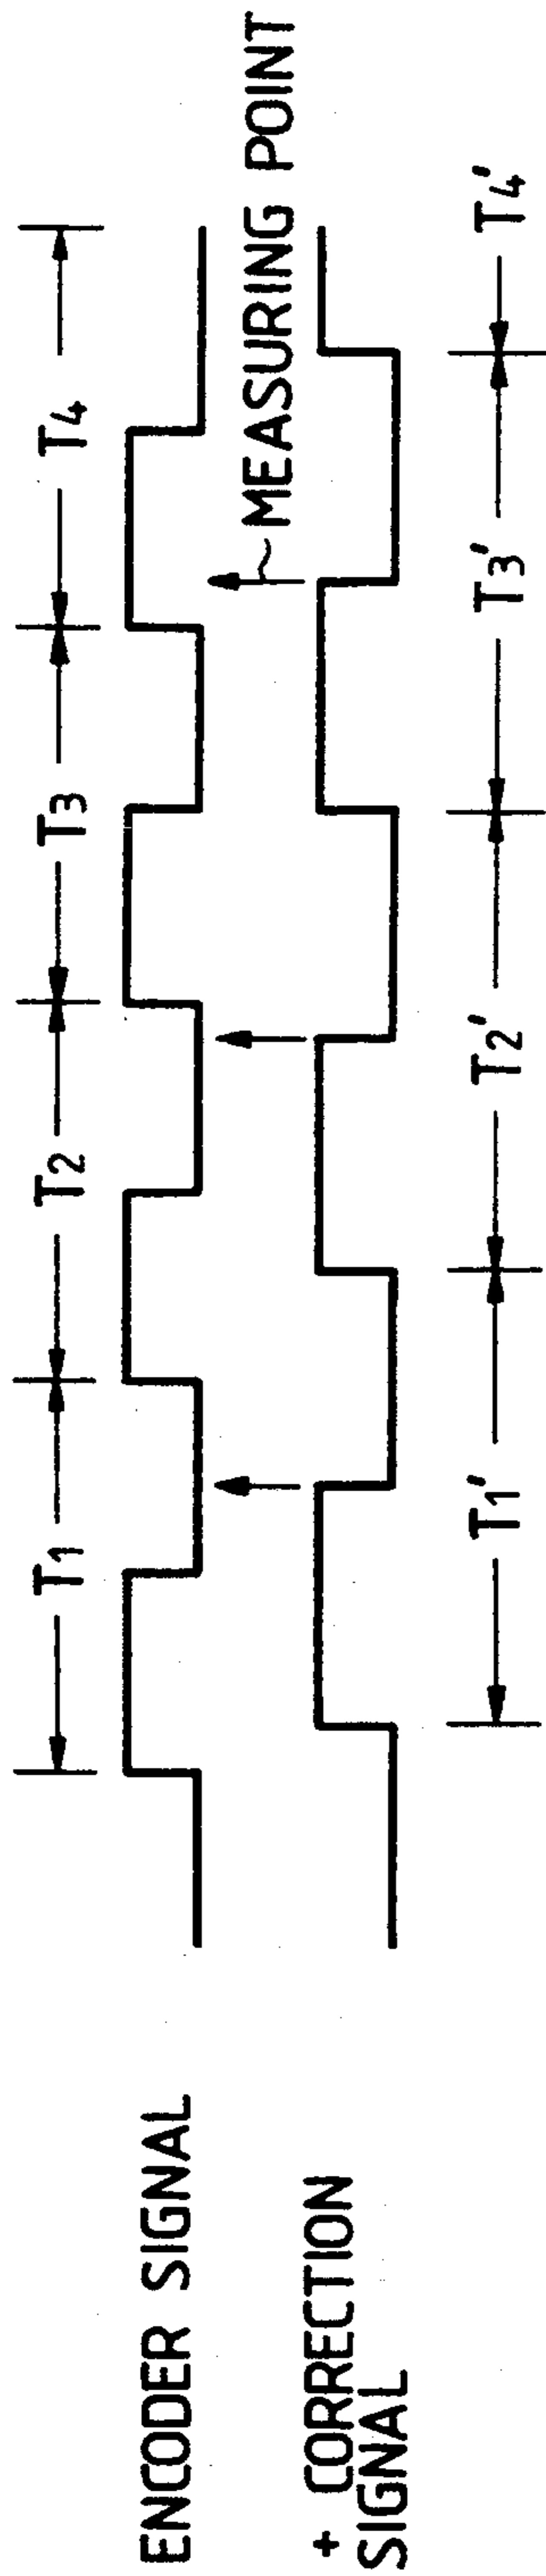 T1
T2
T3
T4
ENCODER SIGNAL
MEASURING POINT
+ CORRECTION
SIGNAL
T1'
T2'
T3'
T4'